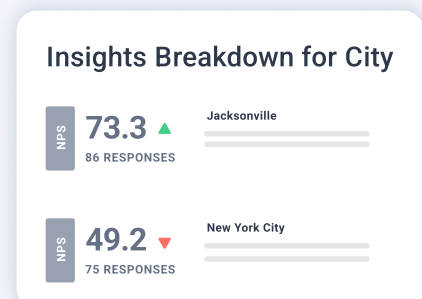 Insights Breakdown for City
NPS
73.3
86 RESPONSES
Jacksonville
NPS
49.2
75 RESPONSES
New York City